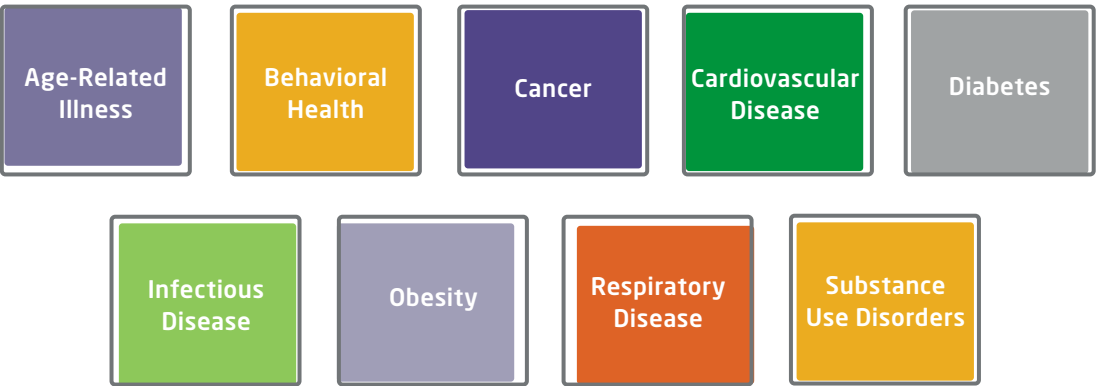 Age-Related
Illness
Behavioral
Health
Cancer
Cardiovascular
Disease
Diabetes
Infectious
Disease
Obesity
Respiratory
Disease
Substance
Use Disorders